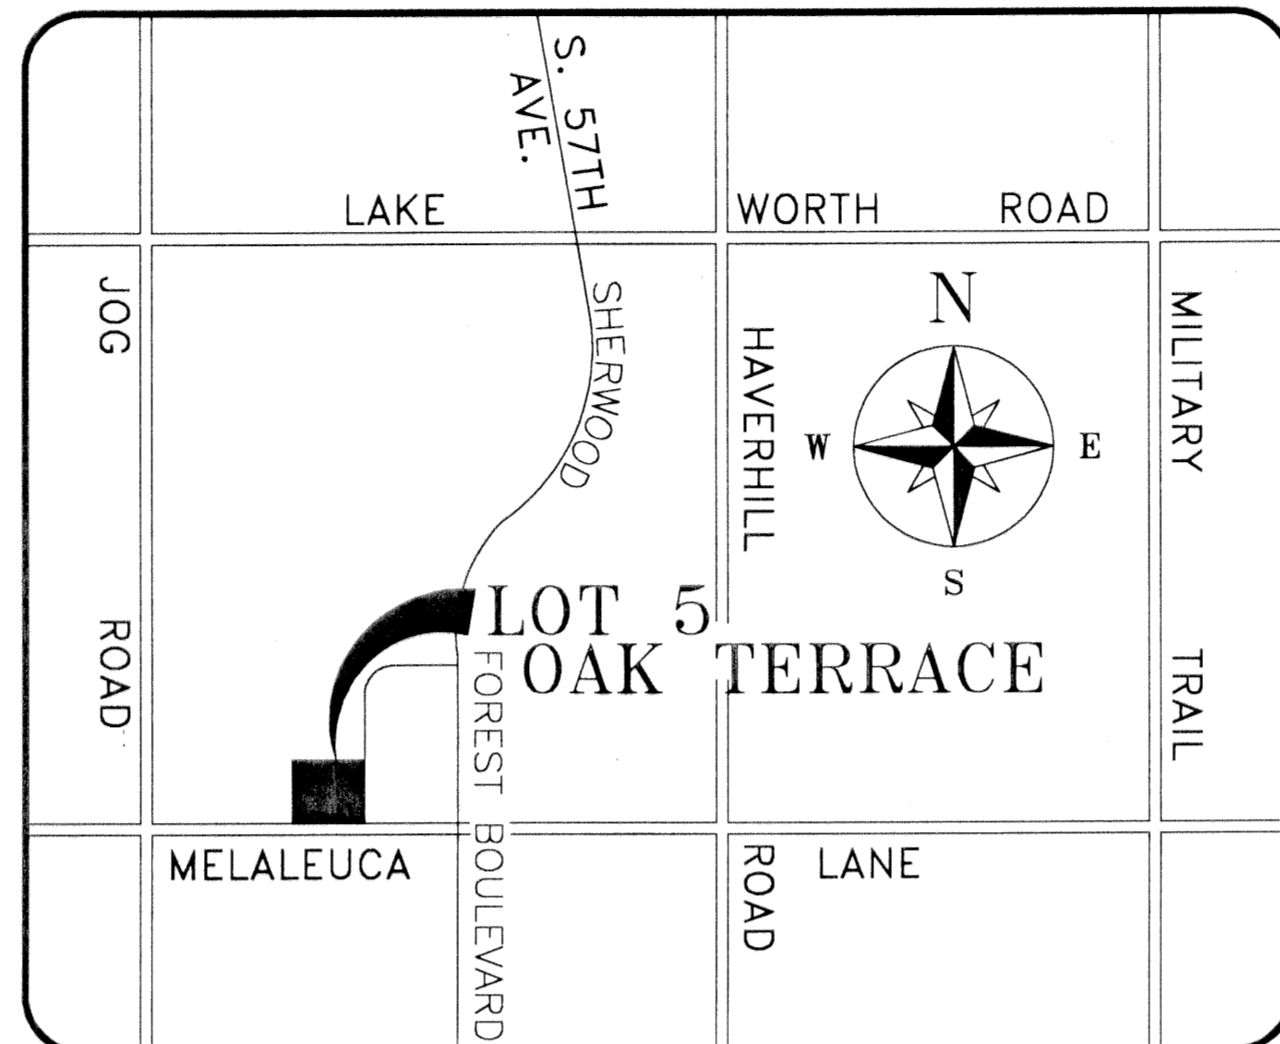 S. 57TH
AVE.
LAKE WORTH ROAD
JOG ROAD
SHERWOOD FOREST BOULEVARD
HAVERHILL ROAD
MILITARY TRAIL
N
W
E
S
LOT 5
OAK TERRACE
MELALEUCA LANE